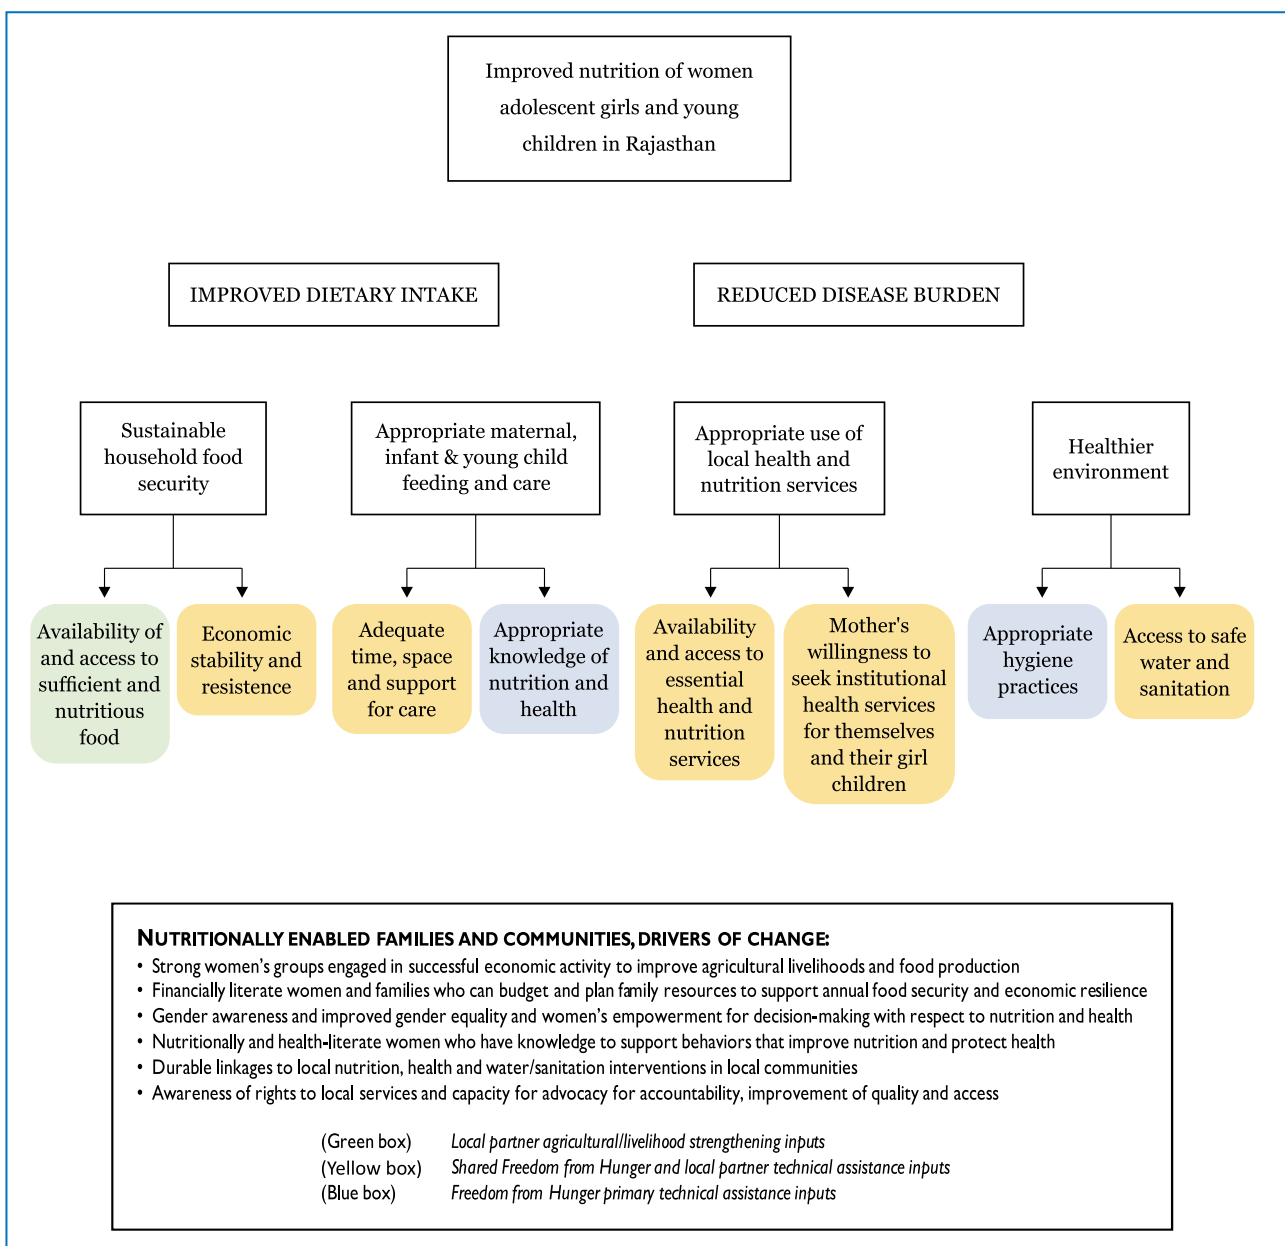 Improved nutrition of women
adolescent girls and young
children in Rajasthan
IMPROVED DIETARY INTAKE
REDUCED DISEASE BURDEN
Sustainable
household food
security
Appropriate maternal,
infant & young child
feeding and care
Appropriate use of
local health and
nutrition services
Healthier
environment
Availability of
and access to
sufficient and
nutritious
food
Economic
stability and
resistence
Adequate
time, space
and support
for care
Appropriate
knowledge of
nutrition and
health
Availability
and access to
essential
health and
nutrition
services
Mother's
willingness to
seek institutional
health services
for themselves
and their girl
children
Appropriate
hygiene
practices
Access to safe
water and
sanitation
NUTRITIONALLY ENABLED FAMILIES AND COMMUNITIES, DRIVERS OF CHANGE:
• Strong women’s groups engaged in successful economic activity to improve agricultural livelihoods and food production
• Financially literate women and families who can budget and plan family resources to support annual food security and economic resilience
• Gender awareness and improved gender equality and women’s empowerment for decision-making with respect to nutrition and health
• Nutritionally and health-literate women who have knowledge to support behaviors that improve nutrition and protect health
• Durable linkages to local nutrition, health and water/sanitation interventions in local communities
• Awareness of rights to local services and capacity for advocacy for accountability, improvement of quality and access
(Green box) Local partner agricultural/livelihood strengthening inputs
(Yellow box) Shared Freedom from Hunger and local partner technical assistance inputs
(Blue box) Freedom from Hunger primary technical assistance inputs